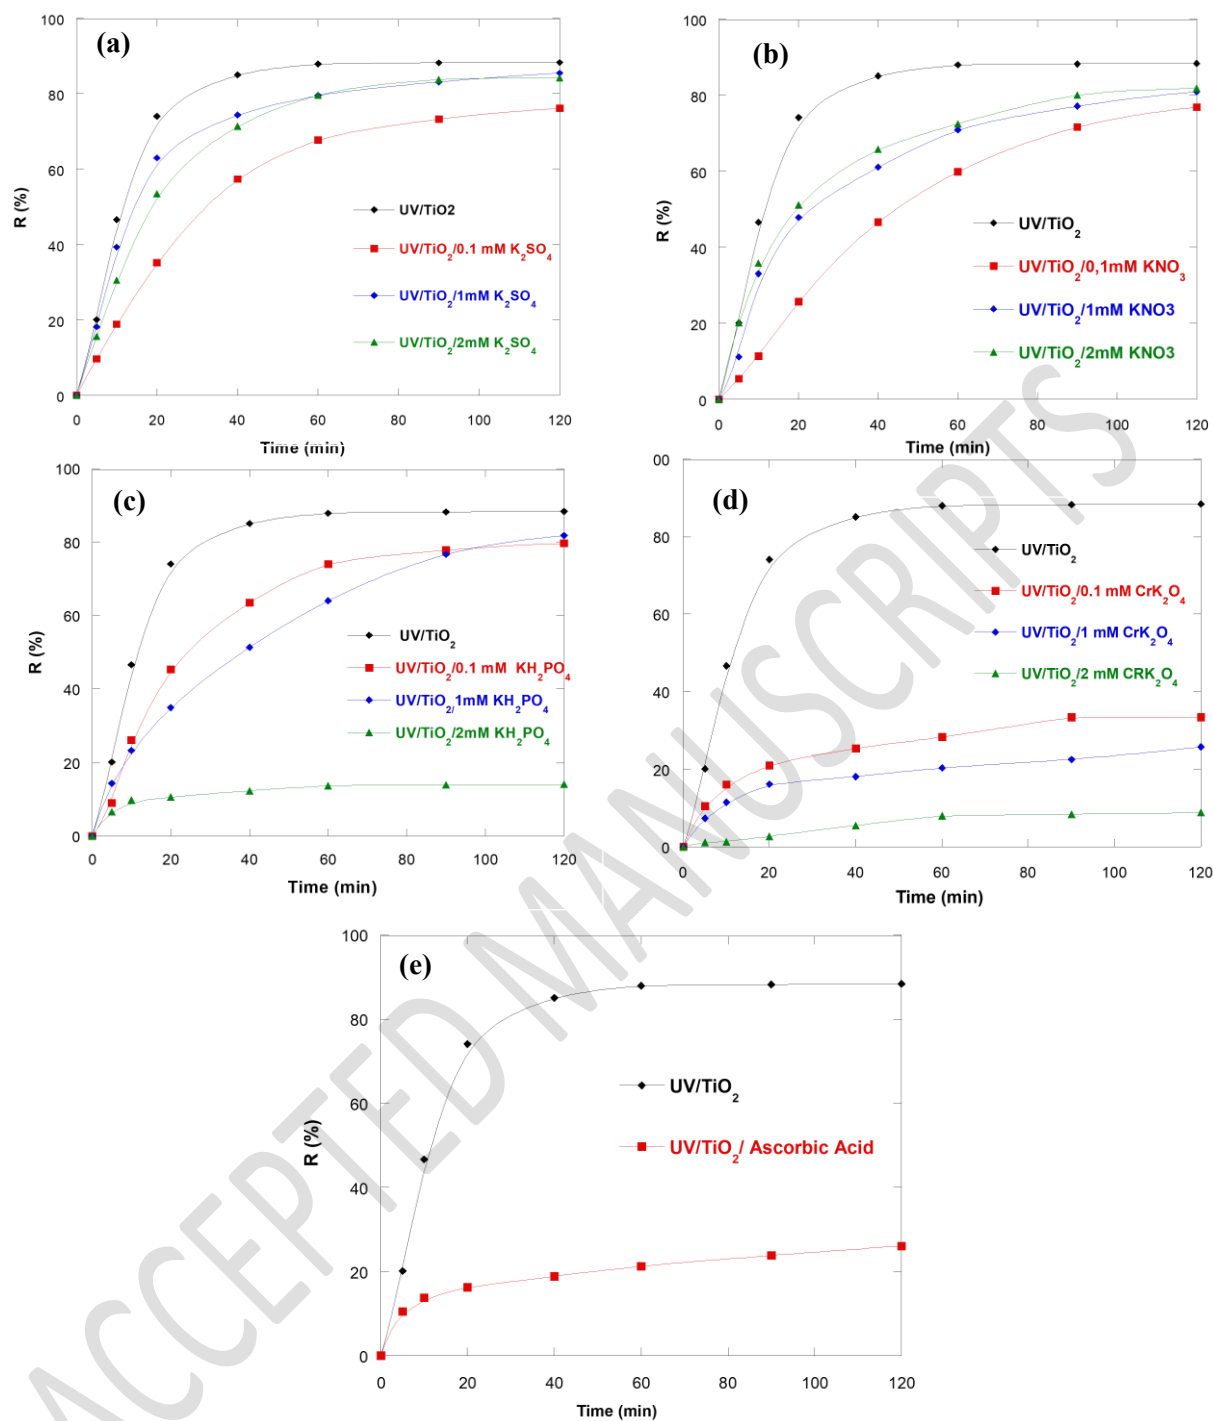 (a)
100
80
60
40
20
0
R (%)
UV/TiO2
UV/TiO₂/0.1 mM K₂SO₄
UV/TiO₂/1mM K₂SO₄
UV/TiO₂/2mM K₂SO₄
0 20 40 60 80 100 120
Time (min)
(b)
100
80
60
40
20
0
R (%)
UV/TiO₂
UV/TiO₂/0,1mM KNO₃
UV/TiO₂/1mM KNO3
UV/TiO₂/2mM KNO3
0 20 40 60 80 100 120
Time (min)
(c)
100
80
60
40
20
0
R (%)
UV/TiO₂
UV/TiO₂/0.1 mM KH₂PO₄
UV/TiO₂/1mM KH₂PO₄
UV/TiO₂/2mM KH₂PO₄
0 20 40 60 80 100 120
Time (min)
(d)
00
80
60
40
20
0
R (%)
UV/TiO₂
UV/TiO₂/0.1 mM CrK₂O₄
UV/TiO₂/1 mM CrK₂O₄
UV/TiO₂/2 mM CRK₂O₄
0 20 40 60 80 100 120
Time (min)
(e)
100
80
60
40
20
0
R (%)
UV/TiO₂
UV/TiO₂/ Ascorbic Acid
0 20 40 60 80 100 120
Time (min)
ACCEPTED MANUSCRIPTS